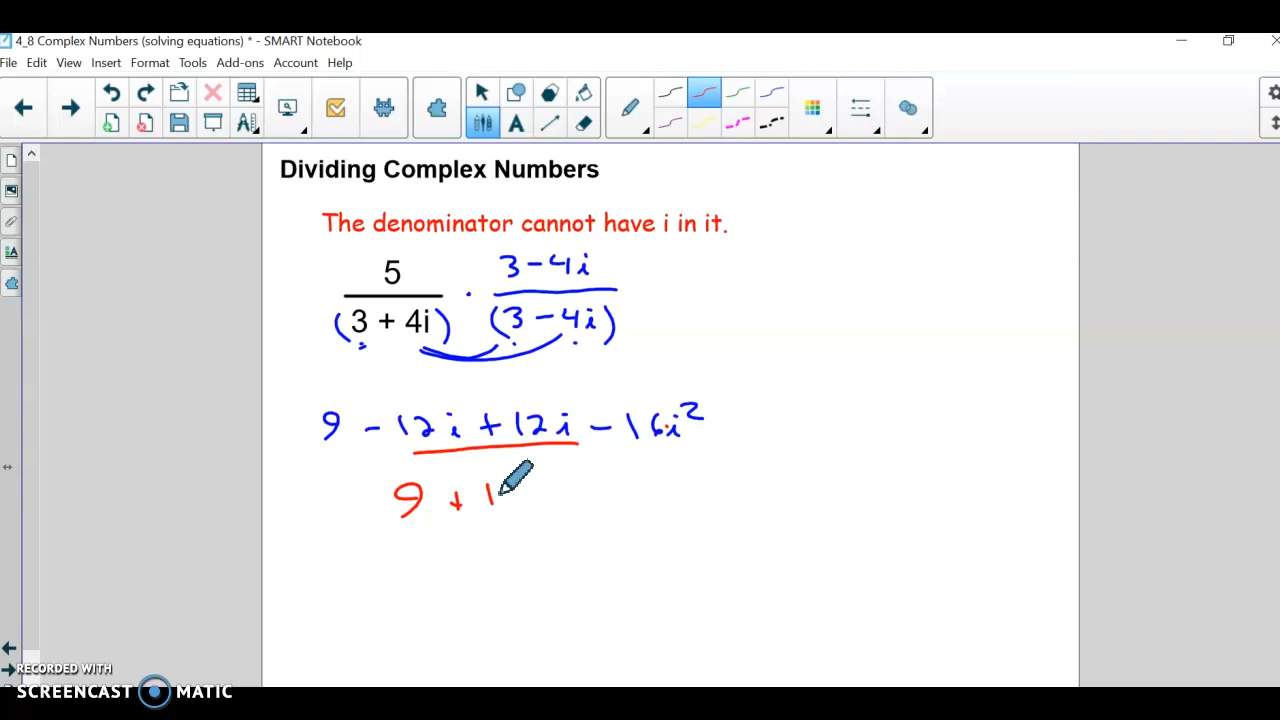 4_8 Complex Numbers (solving equations) * - SMART Notebook
File Edit View Insert Format Tools Add-ons Account Help
Dividing Complex Numbers
The denominator cannot have i in it.
5 · 3 - 4i
(3 + 4i) (3 - 4i)
9 - 12i + 12i - 16i²
9 + 1
RECORDED WITH
SCREENCAST MATIC